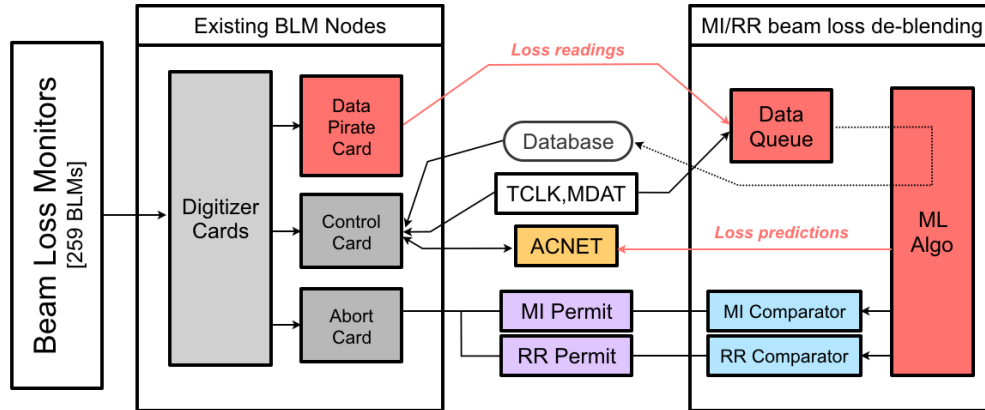 Existing BLM Nodes
MI/RR beam loss de-blending
Beam Loss Monitors
[259 BLMs]
Digitizer
Cards
Data
Pirate
Card
Control
Card
Abort
Card
Loss readings
Database
TCLK,MDAT
ACNET
Loss predictions
MI Permit
RR Permit
Data
Queue
ML
Algo
MI Comparator
RR Comparator